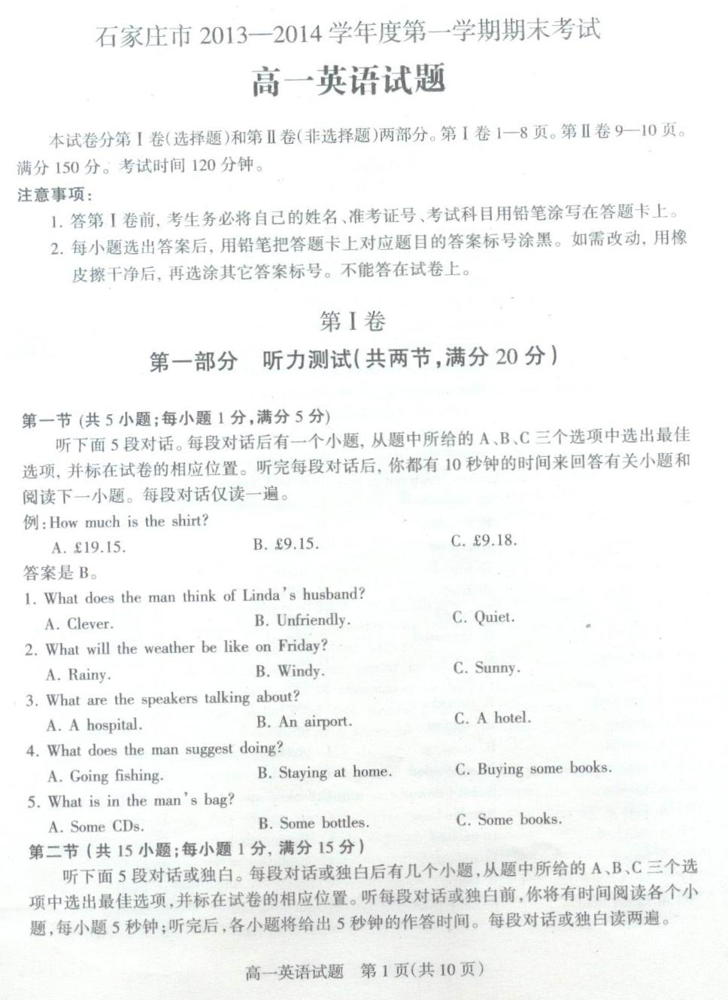 石家庄市 2013—2014 学年度第一学期期末考试
高一英语试题
本试卷分第Ⅰ卷(选择题)和第Ⅱ卷(非选择题)两部分。第Ⅰ卷 1—8 页。第Ⅱ卷 9—10 页。
满分 150 分。考试时间 120 分钟。
注意事项:
1. 答第Ⅰ卷前, 考生务必将自己的姓名、准考证号、考试科目用铅笔涂写在答题卡上。
2. 每小题选出答案后, 用铅笔把答题卡上对应题目的答案标号涂黑。如需改动, 用橡
皮擦干净后, 再选涂其它答案标号。不能答在试卷上。
第Ⅰ卷
第一部分　听力测试(共两节,满分 20 分)
第一节 (共 5 小题;每小题 1 分,满分 5 分)
听下面 5 段对话。每段对话后有一个小题, 从题中所给的 A、B、C 三个选项中选出最佳
选项, 并标在试卷的相应位置。听完每段对话后, 你都有 10 秒钟的时间来回答有关小题和
阅读下一小题。每段对话仅读一遍。
例:How much is the shirt?
A. £19.15. B. £9.15. C. £9.18.
答案是 B。
1. What does the man think of Linda's husband?
A. Clever. B. Unfriendly. C. Quiet.
2. What will the weather be like on Friday?
A. Rainy. B. Windy. C. Sunny.
3. What are the speakers talking about?
A. A hospital. B. An airport. C. A hotel.
4. What does the man suggest doing?
A. Going fishing. B. Staying at home. C. Buying some books.
5. What is in the man's bag?
A. Some CDs. B. Some bottles. C. Some books.
第二节 (共 15 小题;每小题 1 分, 满分 15 分)
听下面 5 段对话或独白。每段对话或独白后有几个小题,从题中所给的 A、B、C 三个选
项中选出最佳选项,并标在试卷的相应位置。听每段对话或独白前,你将有时间阅读各个小
题,每小题 5 秒钟;听完后,各小题将给出 5 秒钟的作答时间。每段对话或独白读两遍。
高一英语试题　第 1 页(共 10 页)